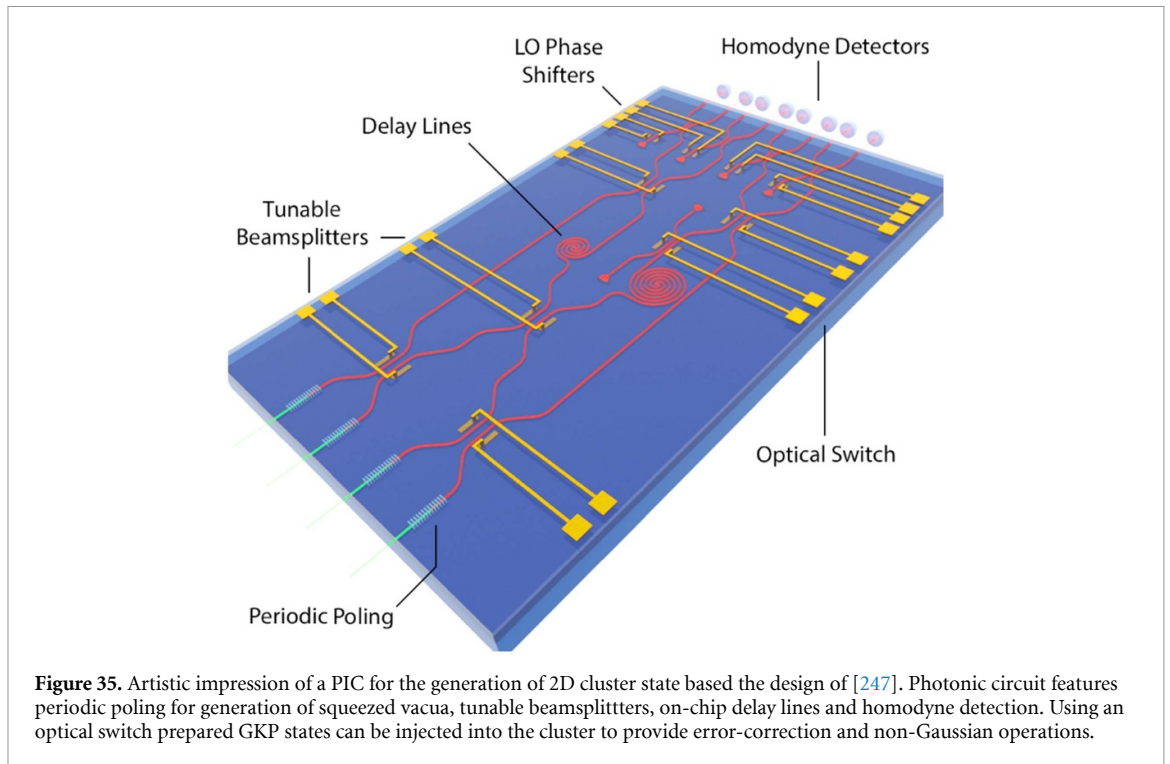 LO Phase
Shifters
Homodyne Detectors
Delay Lines
Tunable
Beamsplitters
Optical Switch
Periodic Poling
Figure 35. Artistic impression of a PIC for the generation of 2D cluster state based the design of [247]. Photonic circuit features
periodic poling for generation of squeezed vacua, tunable beamsplittters, on-chip delay lines and homodyne detection. Using an
optical switch prepared GKP states can be injected into the cluster to provide error-correction and non-Gaussian operations.